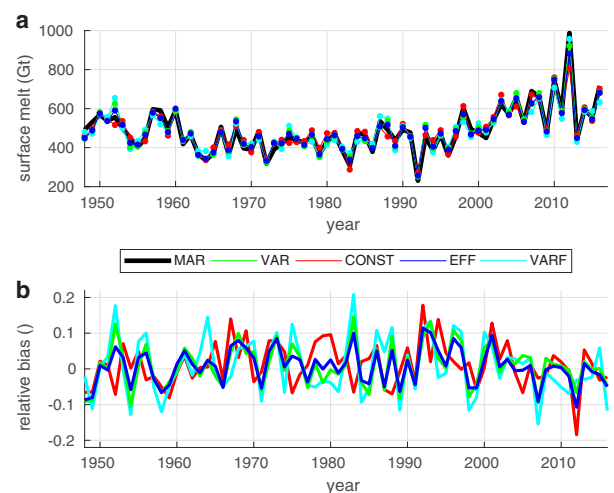 a
1000
800
600
400
200
surface melt (Gt)
1950 1960 1970 1980 1990 2000 2010
year
MAR VAR CONST EFF VARF
b
0.2
0.1
0
-0.1
-0.2
relative bias ()
1950 1960 1970 1980 1990 2000 2010
year